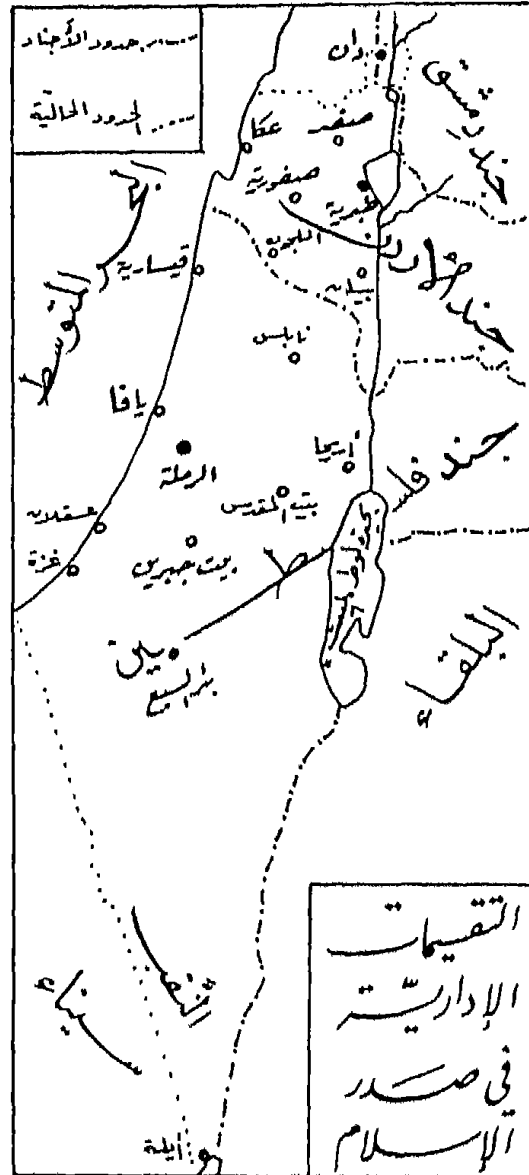 حدود الأجناد
الحدود الحالية
دان
جند دمشق
صفد
عكا
صفورية
طبرية
اللجون
جند الأردن
البحر المتوسط
قيسارية
بيسان
نابلس
يافا
أريحا
الرملة
جند فلسطين
بيت المقدس
عسقلان
غزة
بيت جبرين
البلقاء
بئر السبع
النقب
سيناء
أيلة
التقسيمات
الإداريّة
في صدر
الإسلام